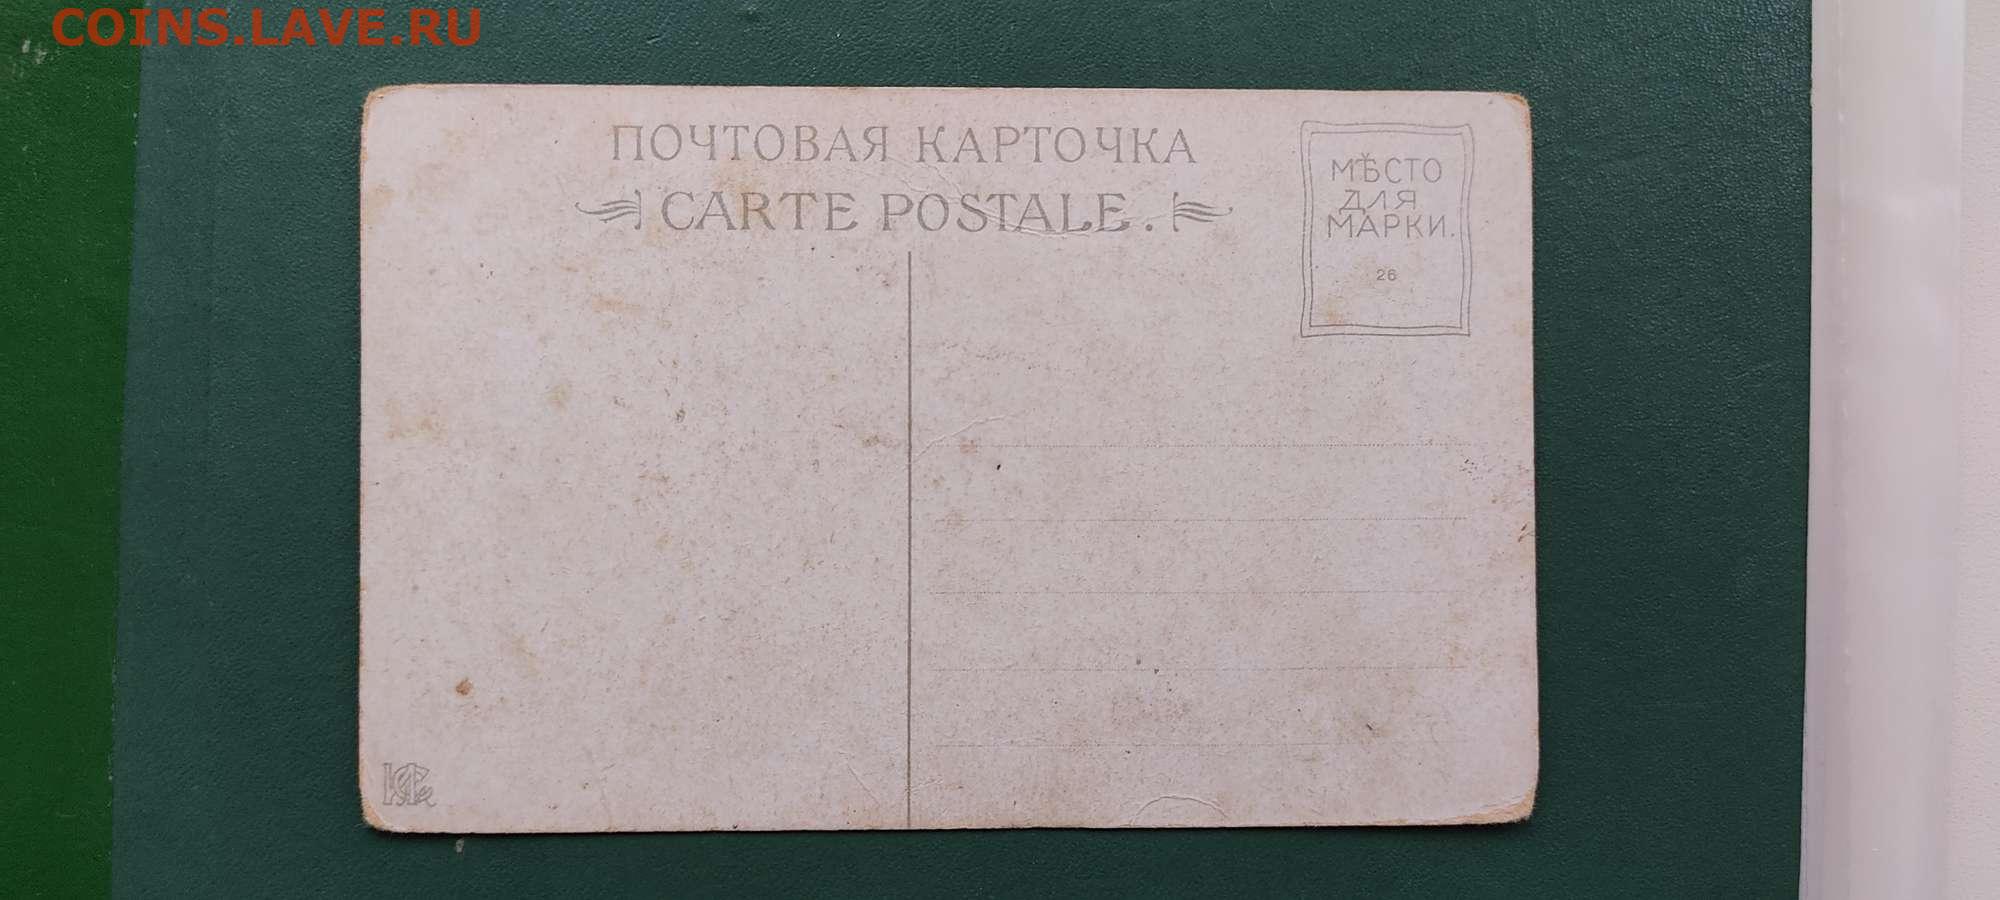 COINS.LAVE.RU
ПОЧТОВАЯ КАРТОЧКА
CARTE POSTALE.
МѢСТО
ДЛЯ
МАРКИ.
26